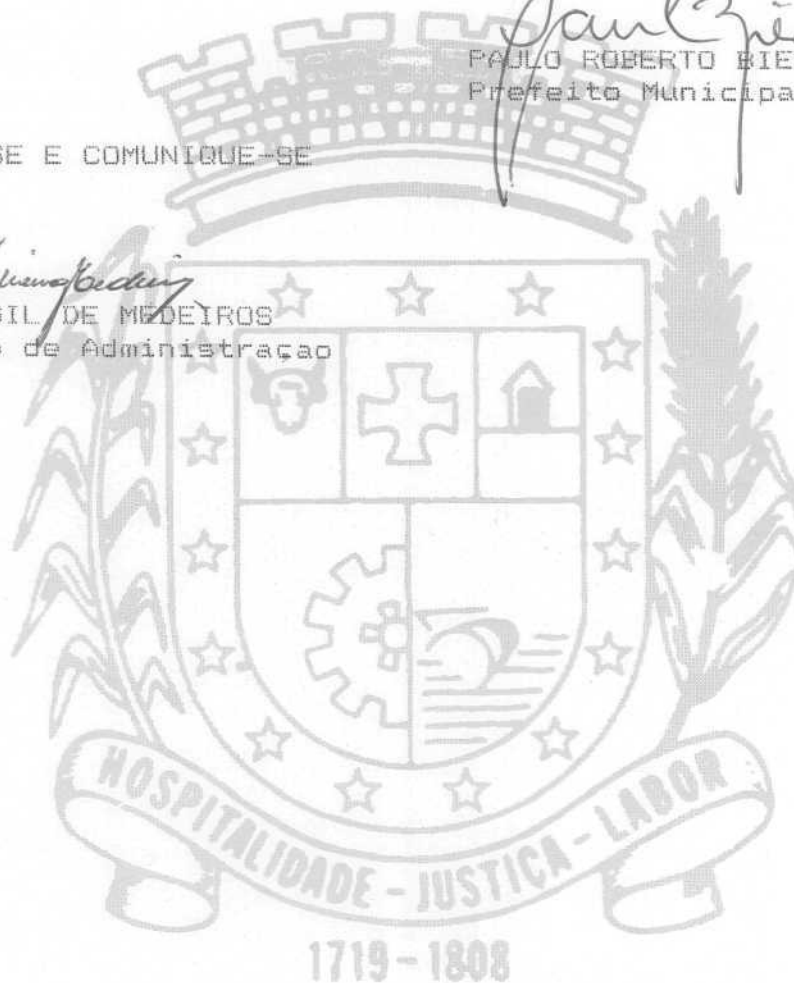 PAULO ROBERTO BIE
Prefeito Municipa
SE E COMUNIQUE-SE
GIL DE MEDEIROS
o de Administraçao
HOSPITALIDADE - JUSTIÇA - LABOR
1719 - 1808